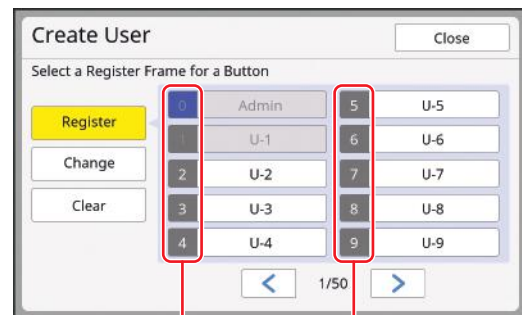 Create User
Close
Select a Register Frame for a Button
Register
Change
Clear
0 Admin
1 U-1
2 U-2
3 U-3
4 U-4
5 U-5
6 U-6
7 U-7
8 U-8
9 U-9
< 1/50 >